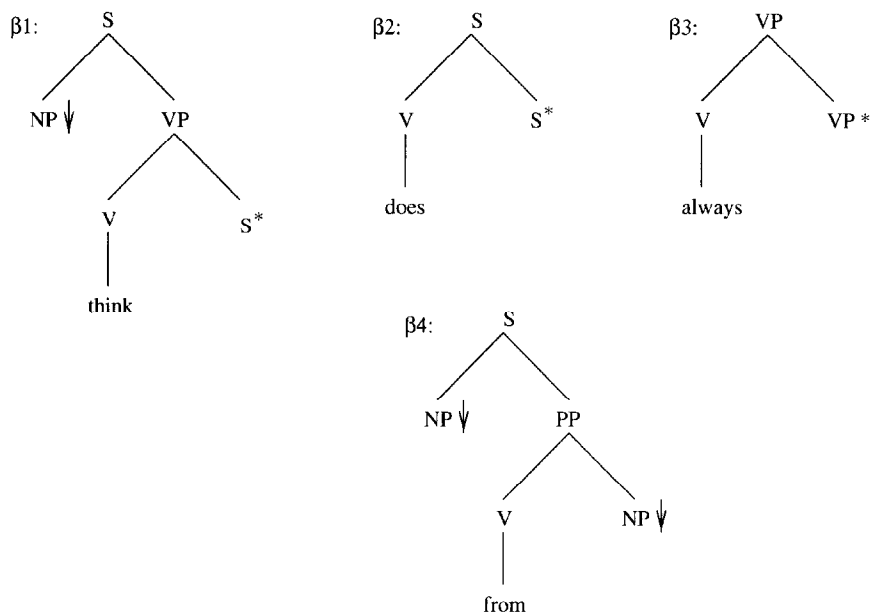 β1: S β2: S β3: VP
NP↓ VP V S* V VP*
does always
V S*
think
β4: S
NP↓ PP
V NP↓
from